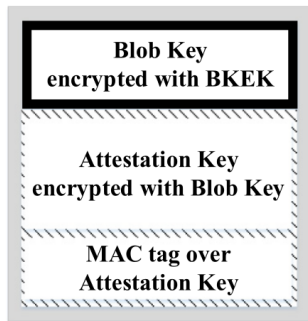 Blob Key
encrypted with BKEK
Attestation Key
encrypted with Blob Key
MAC tag over
Attestation Key